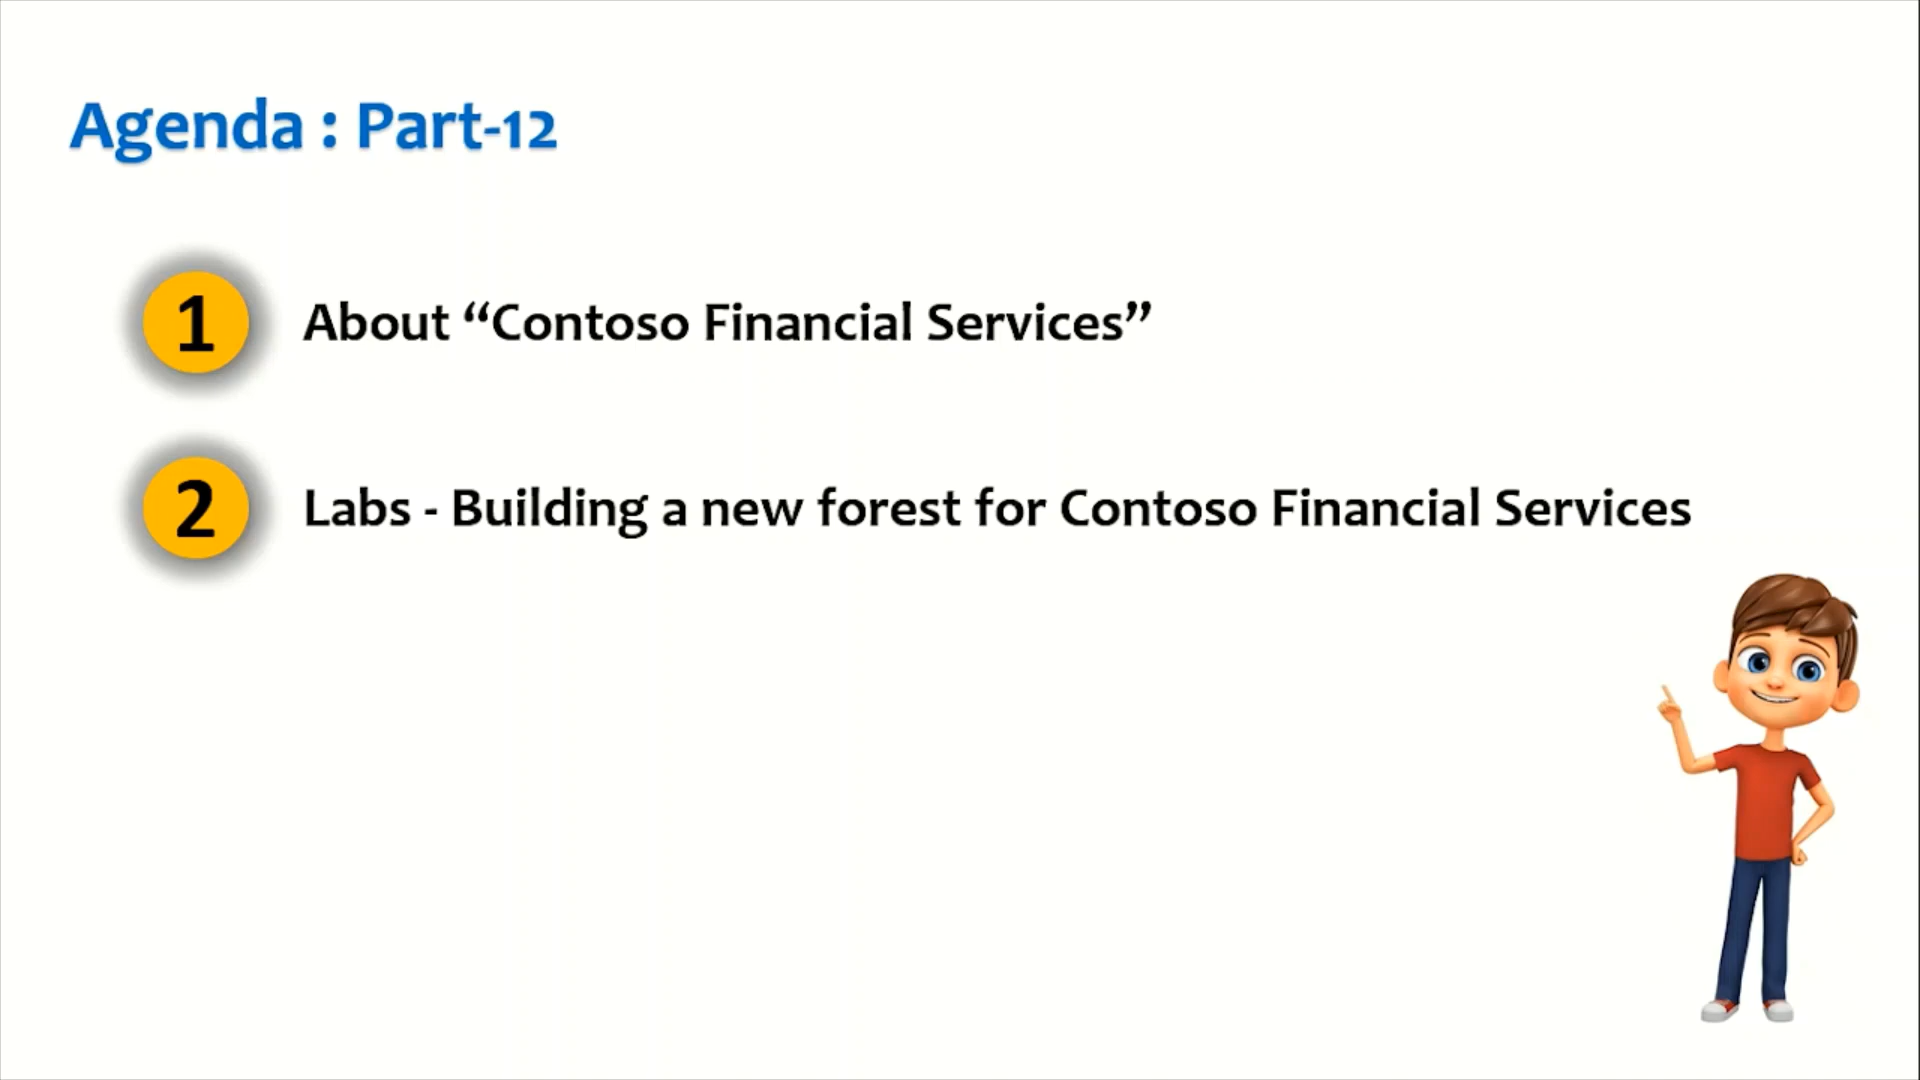 Agenda : Part-12
1 About “Contoso Financial Services”
2 Labs - Building a new forest for Contoso Financial Services